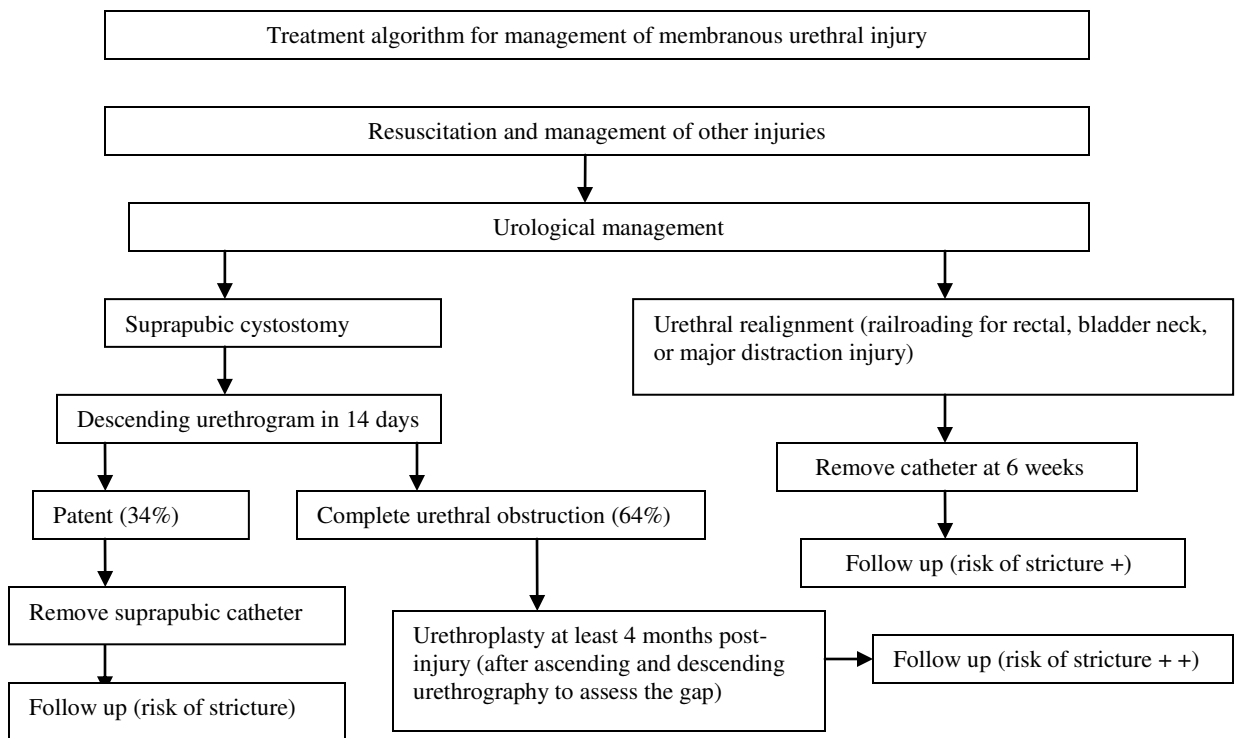 Treatment algorithm for management of membranous urethral injury
Resuscitation and management of other injuries
Urological management
Suprapubic cystostomy
Urethral realignment (railroading for rectal, bladder neck,
or major distraction injury)
Descending urethrogram in 14 days
Remove catheter at 6 weeks
Patent (34%)
Complete urethral obstruction (64%)
Follow up (risk of stricture +)
Remove suprapubic catheter
Urethroplasty at least 4 months post-
injury (after ascending and descending
urethrography to assess the gap)
Follow up (risk of stricture + +)
Follow up (risk of stricture)